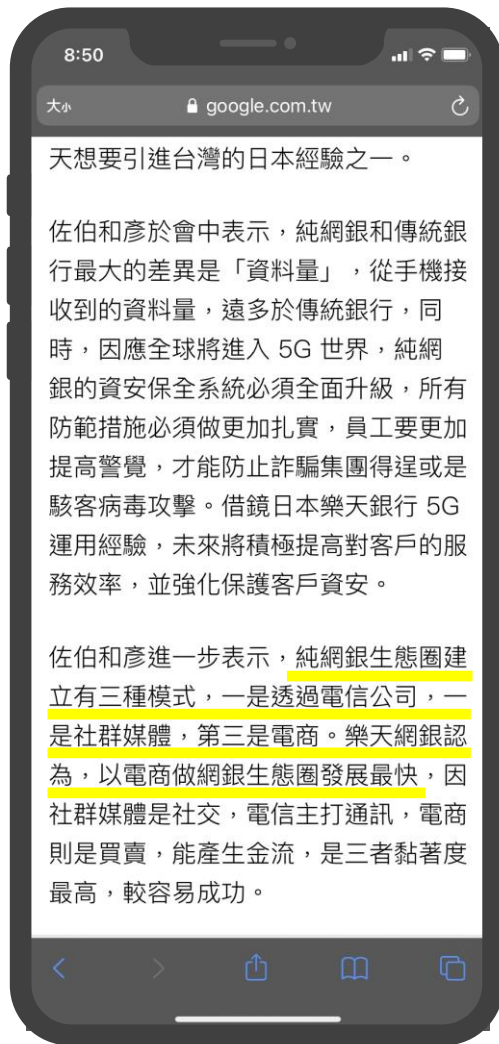 8:50
大小 google.com.tw
天想要引進台灣的日本經驗之一。
佐伯和彥於會中表示，純網銀和傳統銀
行最大的差異是「資料量」，從手機接
收到的資料量，遠多於傳統銀行，同
時，因應全球將進入 5G 世界，純網
銀的資安保全系統必須全面升級，所有
防範措施必須做更加扎實，員工要更加
提高警覺，才能防止詐騙集團得逞或是
駭客病毒攻擊。借鏡日本樂天銀行 5G
運用經驗，未來將積極提高對客戶的服
務效率，並強化保護客戶資安。
佐伯和彥進一步表示，純網銀生態圈建
立有三種模式，一是透過電信公司，一
是社群媒體，第三是電商。樂天網銀認
為，以電商做網銀生態圈發展最快，因
社群媒體是社交，電信主打通訊，電商
則是買賣，能產生金流，是三者黏著度
最高，較容易成功。